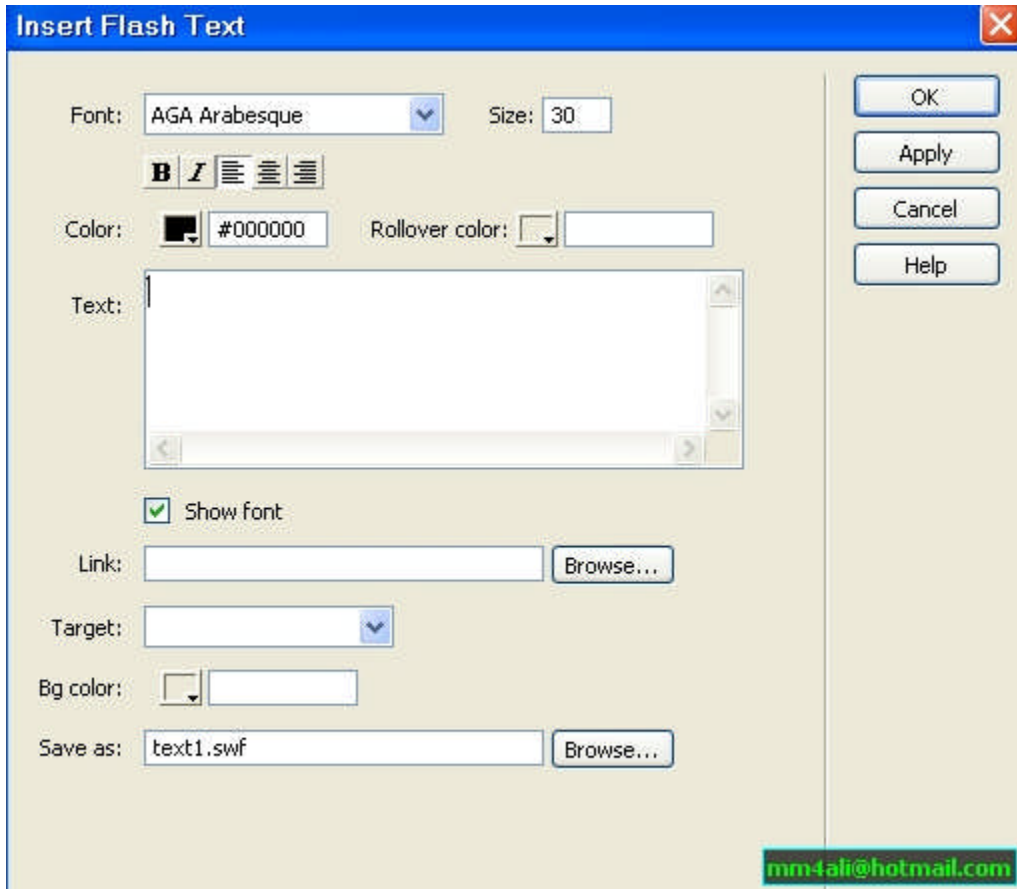 Insert Flash Text
Font: AGA Arabesque Size: 30 OK
B I Apply
Color: #000000 Rollover color: Cancel
Text: Help
Show font
Link: Browse...
Target:
Bg color:
Save as: text1.swf Browse...
mm4ali@hotmail.com